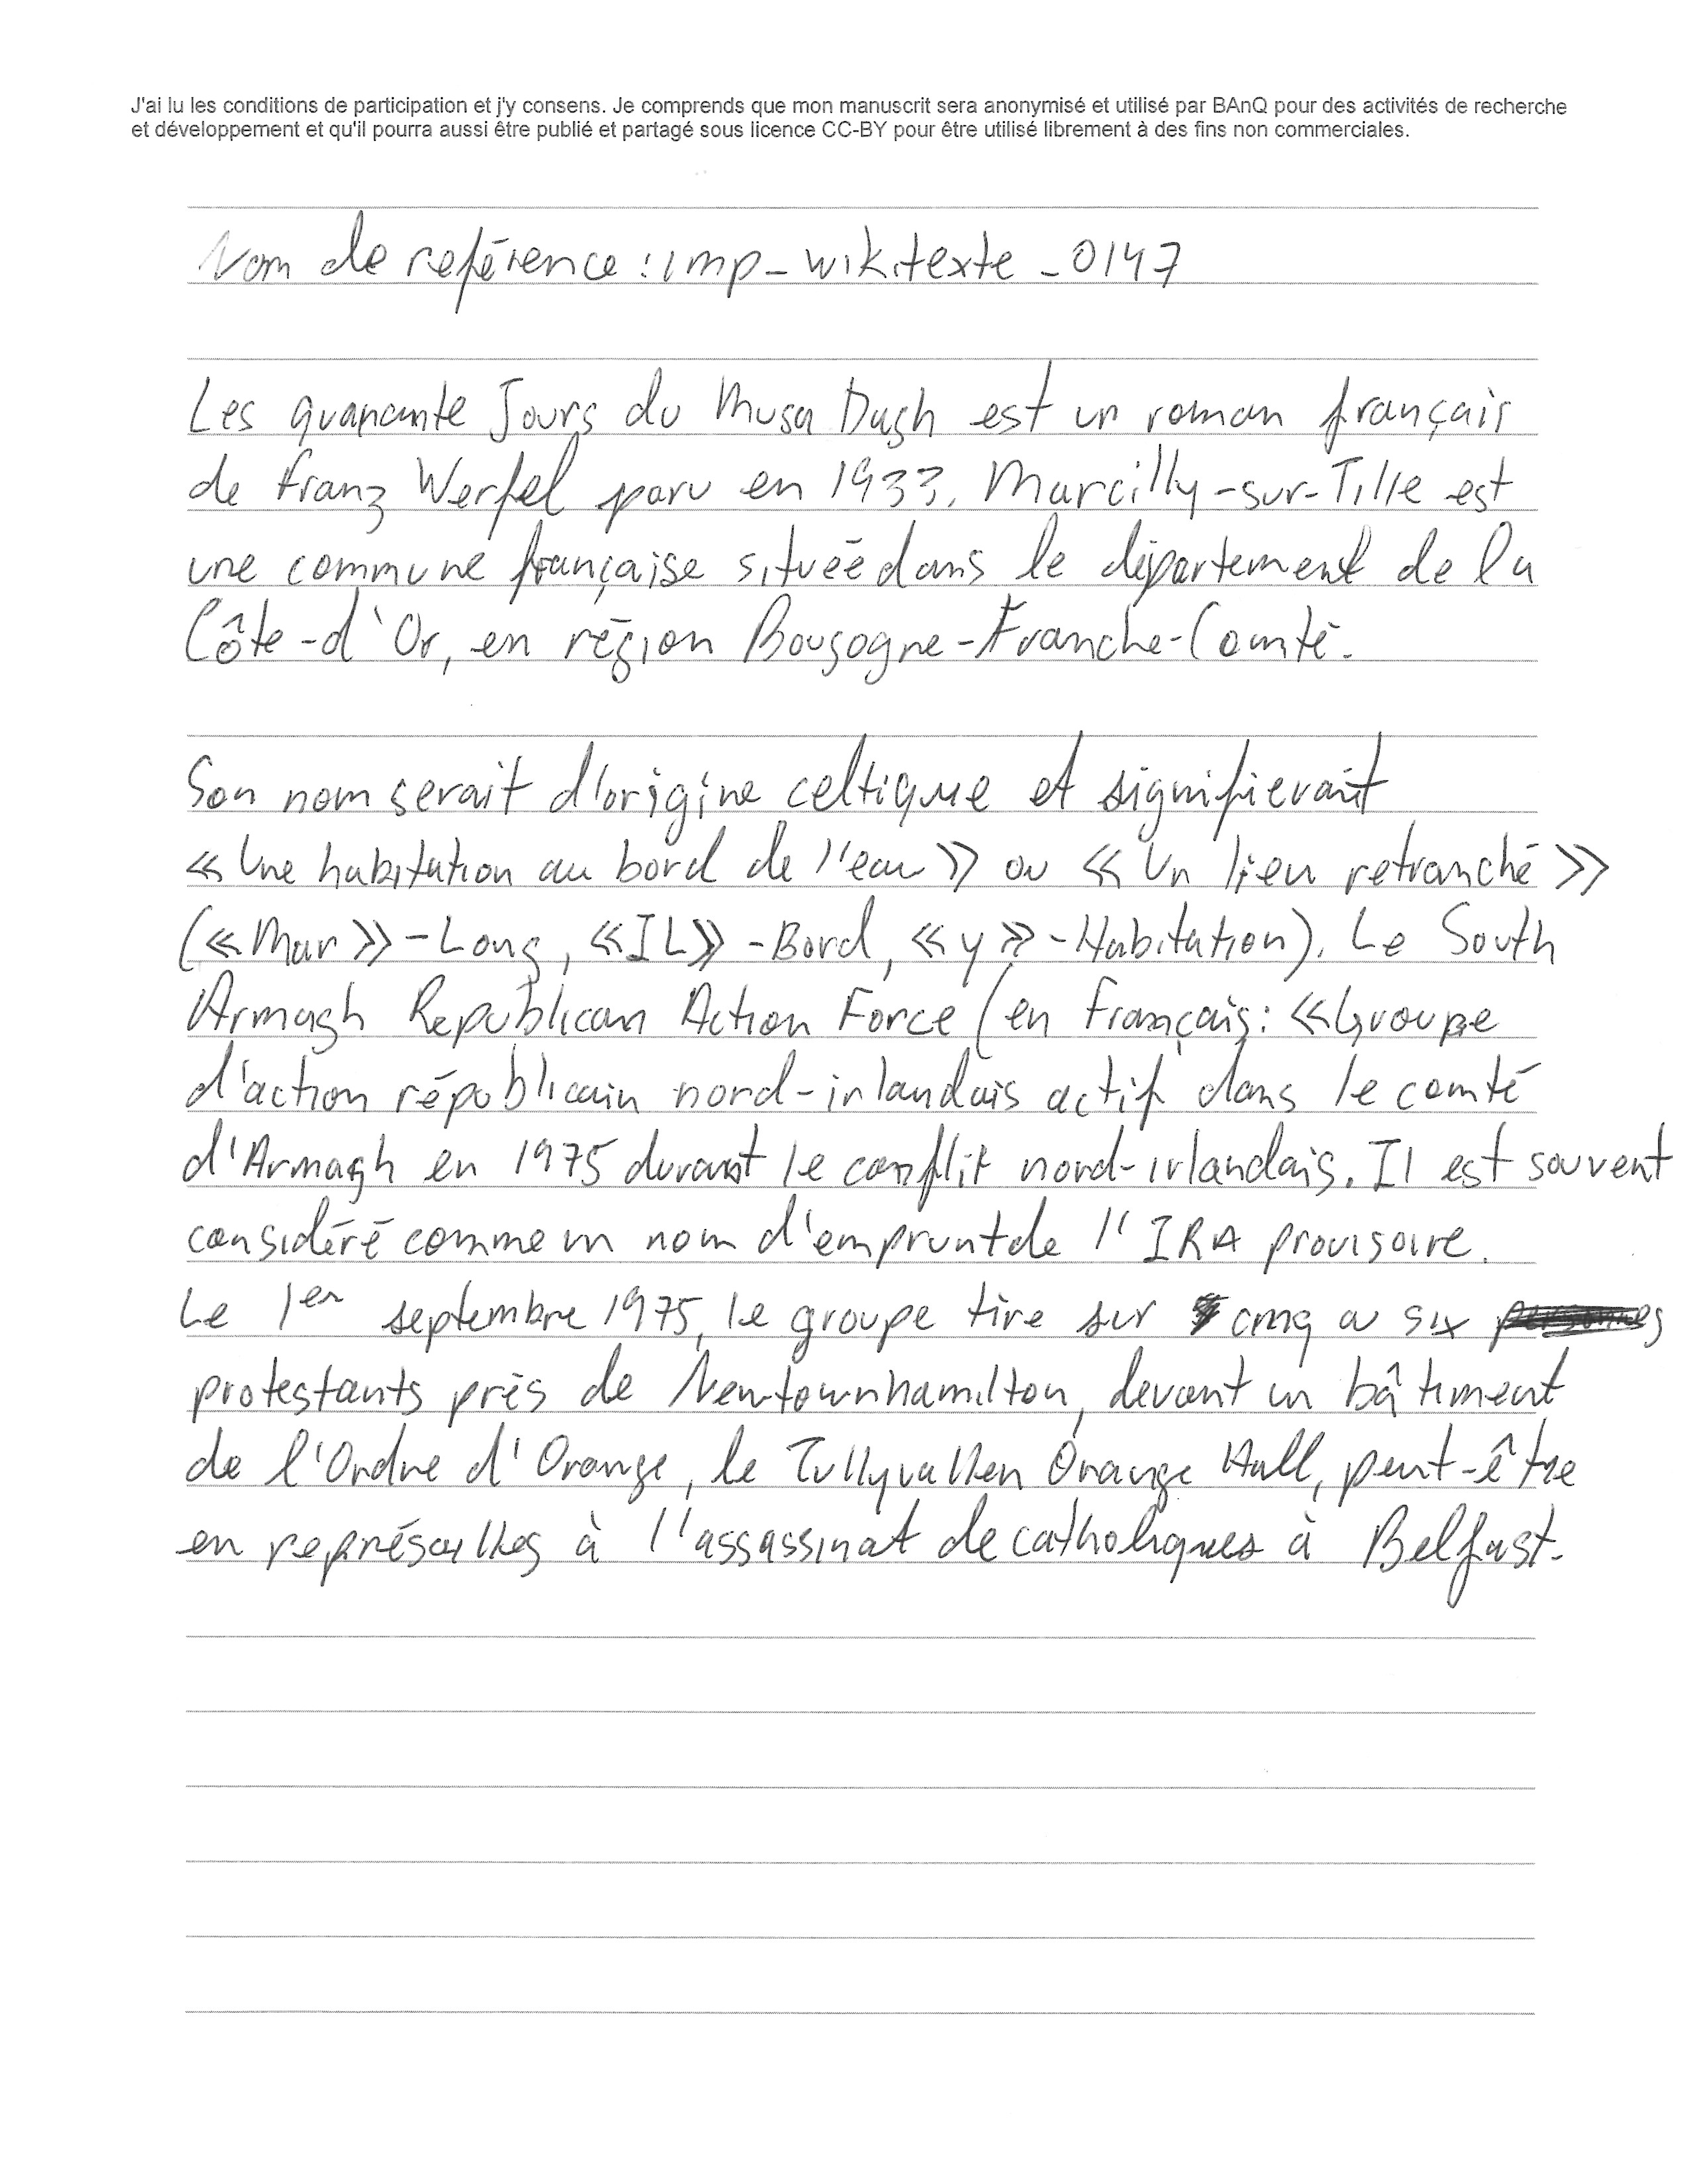 J'ai lu les conditions de participation et j'y consens. Je comprends que mon manuscrit sera anonymisé et utilisé par BAnQ pour des activités de recherche
et développement et qu'il pourra aussi être publié et partagé sous licence CC-BY pour être utilisé librement à des fins non commerciales.
Nom de reférence : imp_wikitexte_0147
Les quarante Jours du Musa Dagh est un roman français
de Franz Werfel paru en 1933. Marcilly-sur-Tille est
une commune française située dans le département de la
Côte-d'Or, en région Bougogne-Franche-Comté.
Son nom serait d'origine celtique et signifierait
« Une habitation au bord de l'eau » ou « Un lieu retranché »
(« Mar » - Long, « IL » - Bord, « y » - Habitation). Le South
Armagh Republican Action Force (en français : « Groupe
d'action républicain nord-irlandais actif dans le comté
d'Armagh en 1975 durant le conflit nord-irlandais. Il est souvent
considéré comme un nom d'emprunt de l'IRA provisoire.
Le 1er septembre 1975, le groupe tire sur cinq ou six
protestants près de Newtownhamilton, devant un bâtiment
de l'Ordre d'Orange, le Tullyvallen Orange Hall, peut-être
en représailles à l'assassinat de catholiques à Belfast.